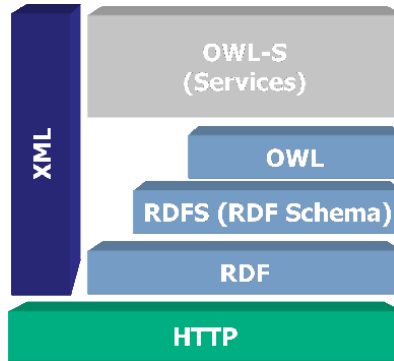 XML
OWL-S
(Services)
OWL
RDFS (RDF Schema)
RDF
HTTP